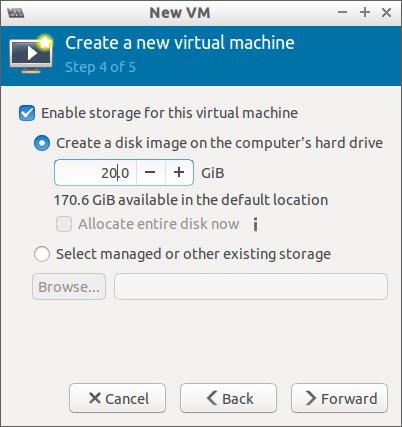 New VM
Create a new virtual machine
Step 4 of 5
Enable storage for this virtual machine
Create a disk image on the computer's hard drive
20.0 − + GiB
170.6 GiB available in the default location
Allocate entire disk now
Select managed or other existing storage
Browse...
Cancel Back Forward